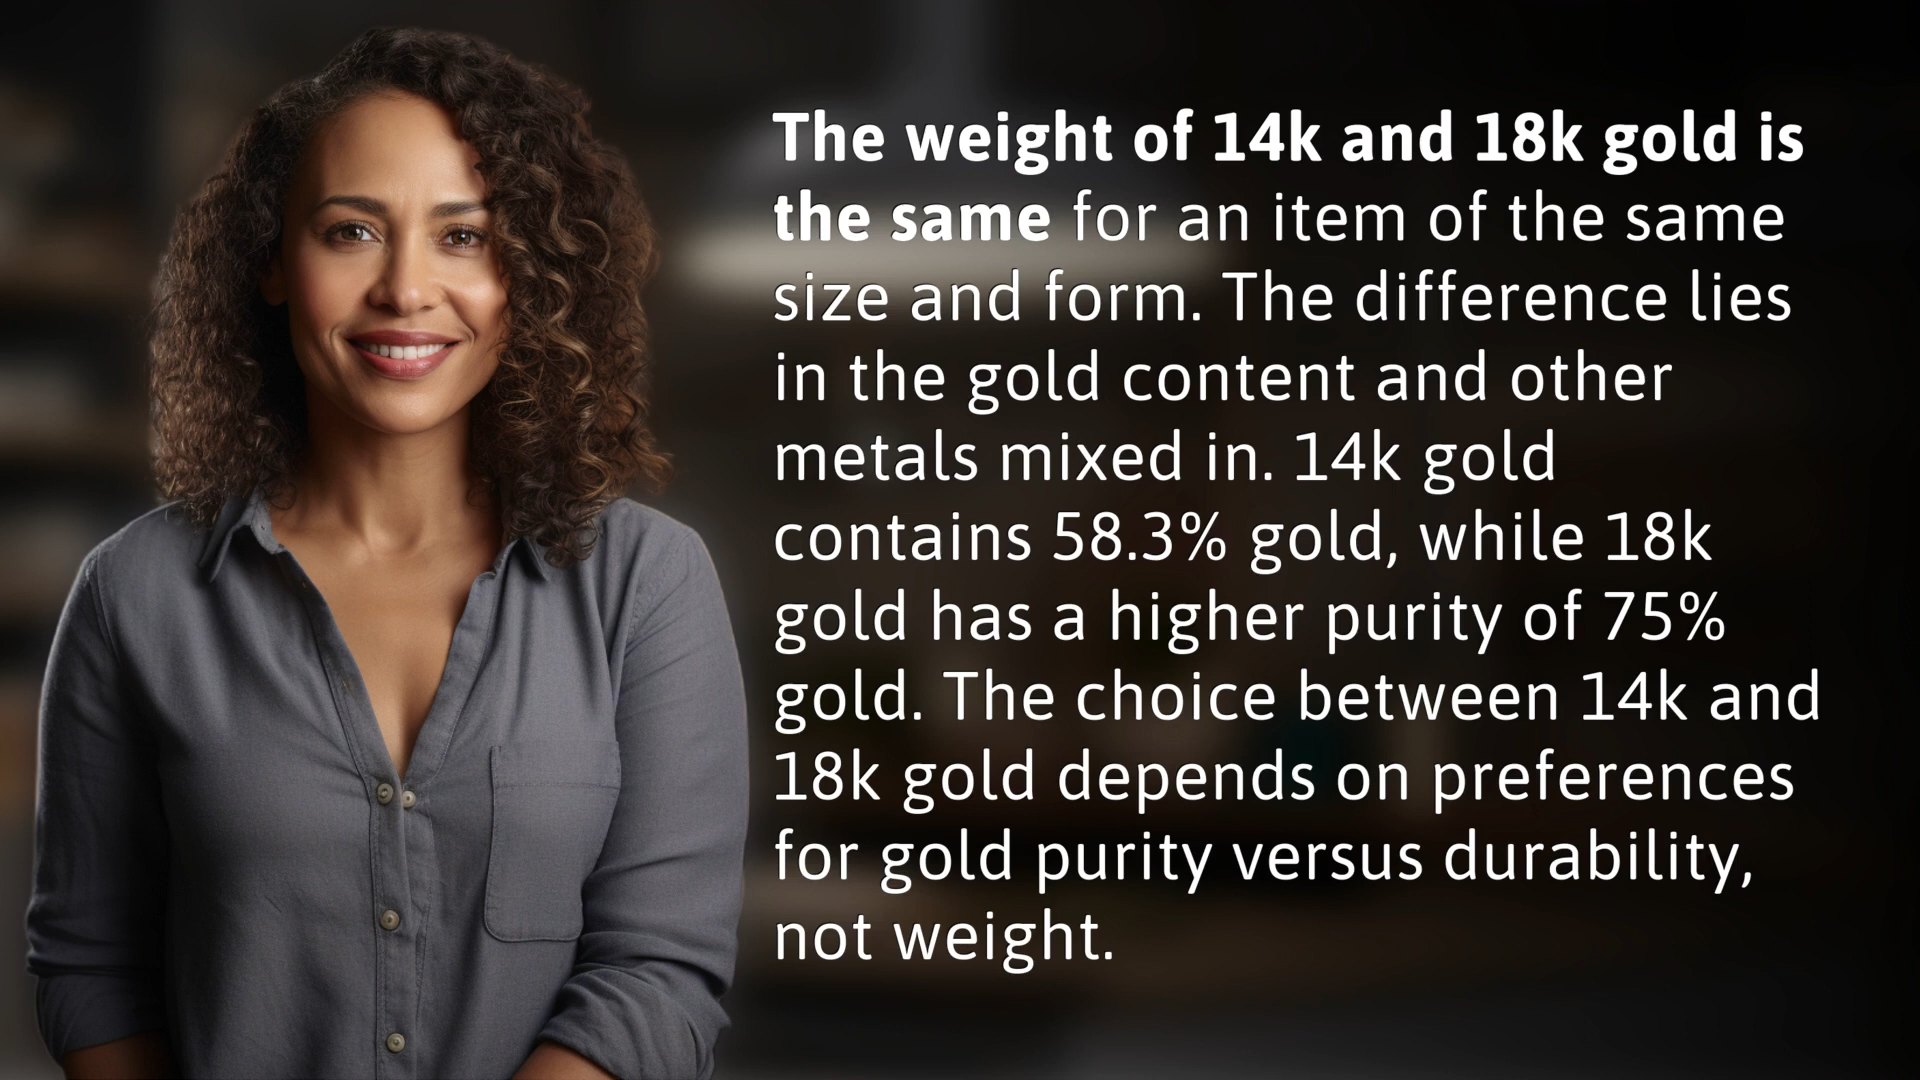 The weight of 14k and 18k gold is
the same for an item of the same
size and form. The difference lies
in the gold content and other
metals mixed in. 14k gold
contains 58.3% gold, while 18k
gold has a higher purity of 75%
gold. The choice between 14k and
18k gold depends on preferences
for gold purity versus durability,
not weight.